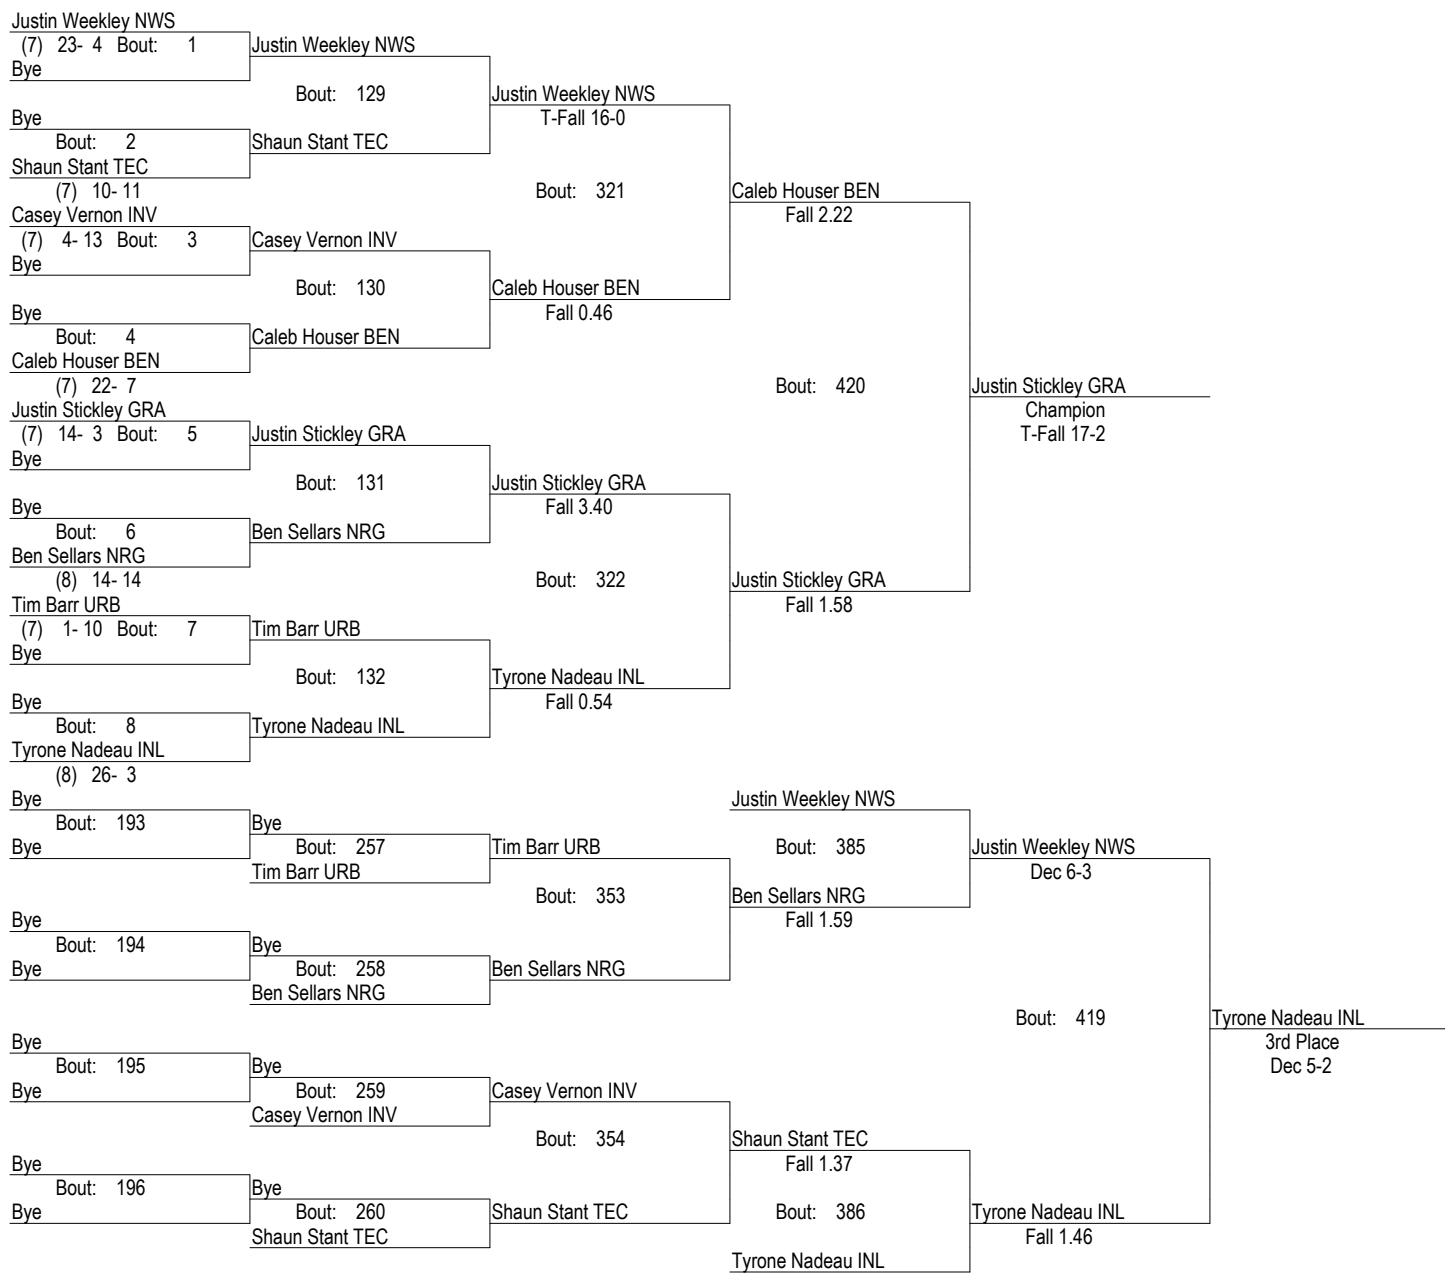 Justin Weekley NWS
(7) 23- 4 Bout: 1 Justin Weekley NWS
Bye
Bout: 129 Justin Weekley NWS
Bye T-Fall 16-0
Bout: 2 Shaun Stant TEC
Shaun Stant TEC
(7) 10- 11 Bout: 321 Caleb Houser BEN
Casey Vernon INV Fall 2.22
(7) 4- 13 Bout: 3 Casey Vernon INV
Bye
Bout: 130 Caleb Houser BEN
Bye Fall 0.46
Bout: 4 Caleb Houser BEN
Caleb Houser BEN
(7) 22- 7 Bout: 420 Justin Stickley GRA
Justin Stickley GRA Champion
(7) 14- 3 Bout: 5 Justin Stickley GRA T-Fall 17-2
Bye
Bout: 131 Justin Stickley GRA
Bye Fall 3.40
Bout: 6 Ben Sellars NRG
Ben Sellars NRG
(8) 14- 14 Bout: 322 Justin Stickley GRA
Tim Barr URB Fall 1.58
(7) 1- 10 Bout: 7 Tim Barr URB
Bye
Bout: 132 Tyrone Nadeau INL
Bye Fall 0.54
Bout: 8 Tyrone Nadeau INL
Tyrone Nadeau INL
(8) 26- 3
Bye Justin Weekley NWS
Bout: 193 Bye
Bye Bout: 257 Tim Barr URB Bout: 385 Justin Weekley NWS
Tim Barr URB Dec 6-3
Bout: 353 Ben Sellars NRG
Bye Fall 1.59
Bout: 194 Bye
Bye Bout: 258 Ben Sellars NRG
Ben Sellars NRG
Bout: 419 Tyrone Nadeau INL
Bye 3rd Place
Bout: 195 Bye Dec 5-2
Bye Bout: 259 Casey Vernon INV
Casey Vernon INV
Bout: 354 Shaun Stant TEC
Bye Fall 1.37
Bout: 196 Bye
Bye Bout: 260 Shaun Stant TEC Bout: 386 Tyrone Nadeau INL
Shaun Stant TEC Fall 1.46
Tyrone Nadeau INL